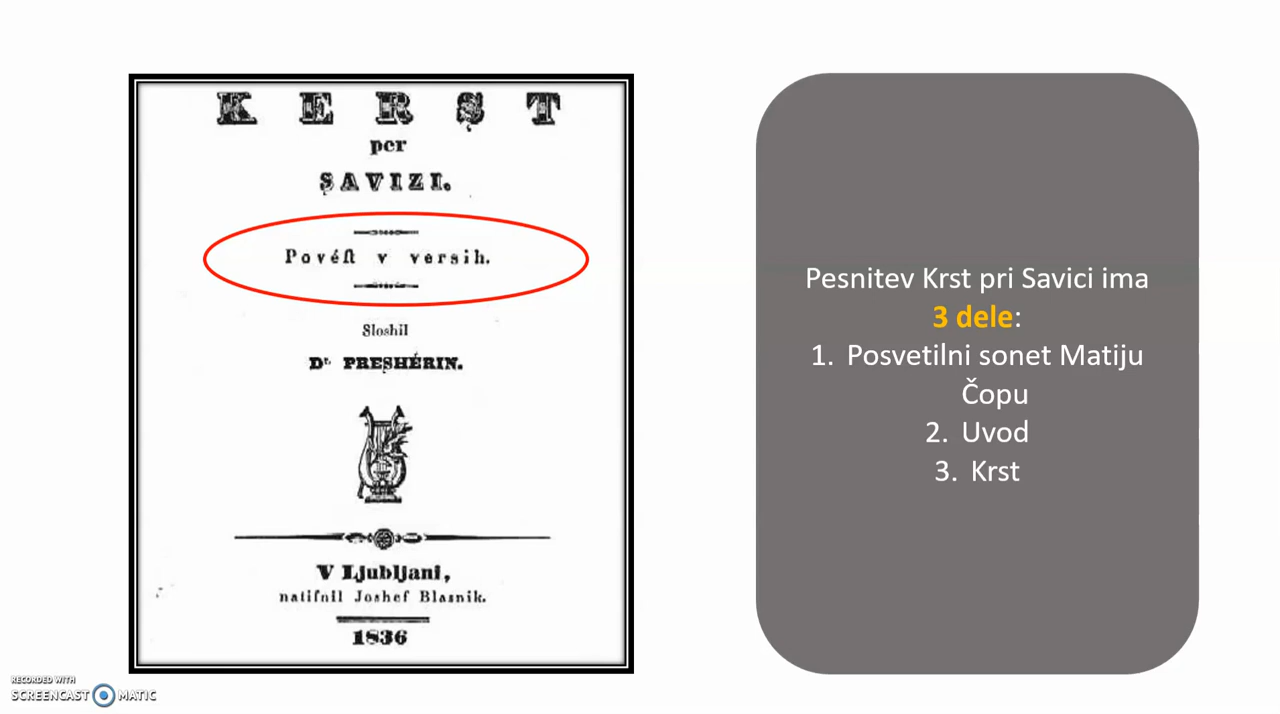 KERST
per
SAVIZI.
Povéſt v versih.
Sloshil
Dr. PRESHÉRIN.
V Ljubljani,
natiſnil Joshef Blasnik.
1836
Pesnitev Krst pri Savici ima
3 dele:
1. Posvetilni sonet Matiju
Čopu
2. Uvod
3. Krst
RECORDED WITH
SCREENCAST MATIC